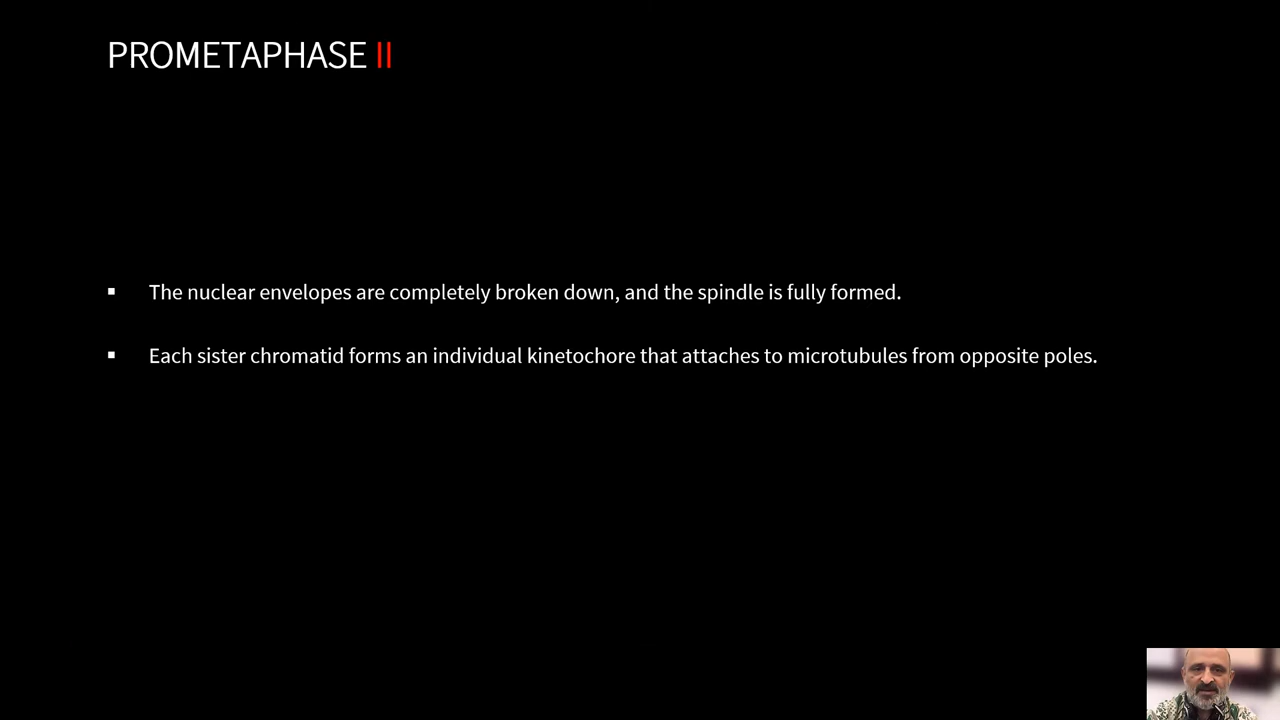 PROMETAPHASE II
▪ The nuclear envelopes are completely broken down, and the spindle is fully formed.
▪ Each sister chromatid forms an individual kinetochore that attaches to microtubules from opposite poles.